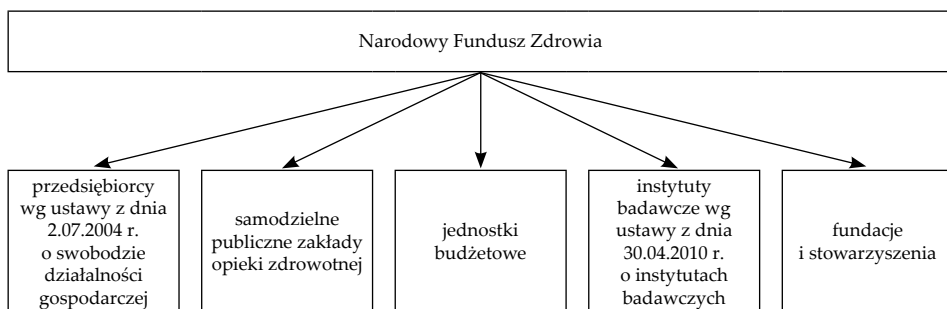 Narodowy Fundusz Zdrowia
przedsiębiorcy
wg ustawy z dnia
2.07.2004 r.
o swobodzie
działalności
gospodarczej
samodzielne
publiczne zakłady
opieki zdrowotnej
jednostki
budżetowe
instytuty
badawcze wg
ustawy z dnia
30.04.2010 r.
o instytutach
badawczych
fundacje
i stowarzyszenia